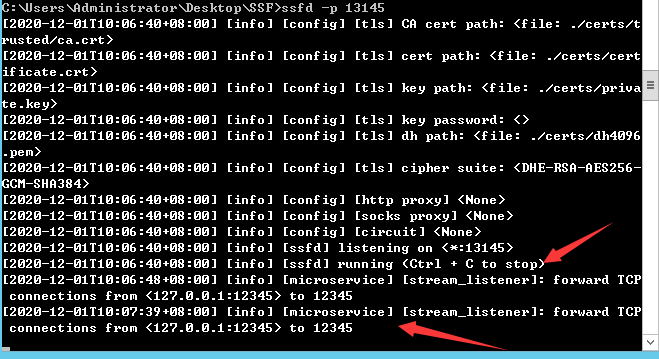 C:\Users\Administrator\Desktop\SSF>ssfd -p 13145
[2020-12-01T10:06:40+08:00] [info] [config] [tls] CA cert path: <file: ./certs/t
rusted/ca.crt>
[2020-12-01T10:06:40+08:00] [info] [config] [tls] cert path: <file: ./certs/cert
ificate.crt>
[2020-12-01T10:06:40+08:00] [info] [config] [tls] key path: <file: ./certs/priva
te.key>
[2020-12-01T10:06:40+08:00] [info] [config] [tls] key password: <>
[2020-12-01T10:06:40+08:00] [info] [config] [tls] dh path: <file: ./certs/dh4096
.pem>
[2020-12-01T10:06:40+08:00] [info] [config] [tls] cipher suite: <DHE-RSA-AES256-
GCM-SHA384>
[2020-12-01T10:06:40+08:00] [info] [config] [http proxy] <None>
[2020-12-01T10:06:40+08:00] [info] [config] [socks proxy] <None>
[2020-12-01T10:06:40+08:00] [info] [config] [circuit] <None>
[2020-12-01T10:06:40+08:00] [info] [ssfd] listening on <*:13145>
[2020-12-01T10:06:40+08:00] [info] [ssfd] running (Ctrl + C to stop)
[2020-12-01T10:06:48+08:00] [info] [microservice] [stream_listener]: forward TCP
 connections from <127.0.0.1:12345> to 12345
[2020-12-01T10:07:39+08:00] [info] [microservice] [stream_listener]: forward TCP
 connections from <127.0.0.1:12345> to 12345